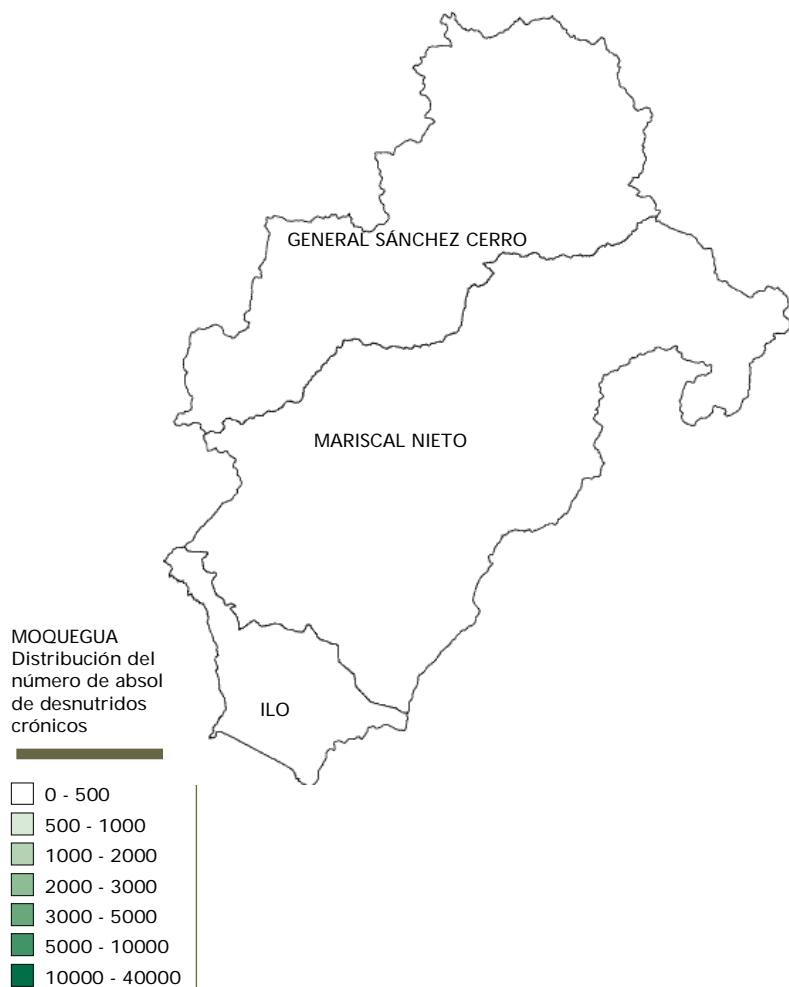 GENERAL SÁNCHEZ CERRO
MARISCAL NIETO
ILO
MOQUEGUA
Distribución del
número de absol
de desnutridos
crónicos
0 - 500
500 - 1000
1000 - 2000
2000 - 3000
3000 - 5000
5000 - 10000
10000 - 40000